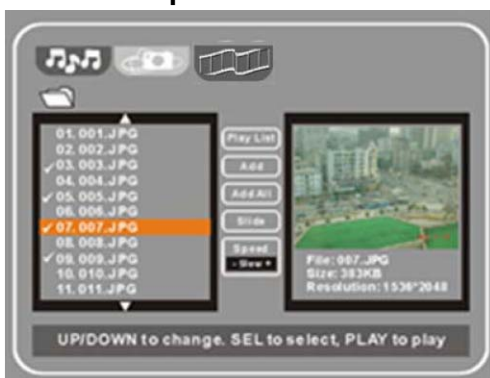 01. 001.JPG
02. 002.JPG
03. 003.JPG
04. 004.JPG
05. 005.JPG
06. 006.JPG
07. 007.JPG
08. 008.JPG
09. 009.JPG
10. 010.JPG
11. 011.JPG
Play List
Add
Add All
Slide
Speed
- Slow +
File: 007.JPG
Size: 383KB
Resolution: 1536*2048
UP/DOWN to change. SEL to select, PLAY to play